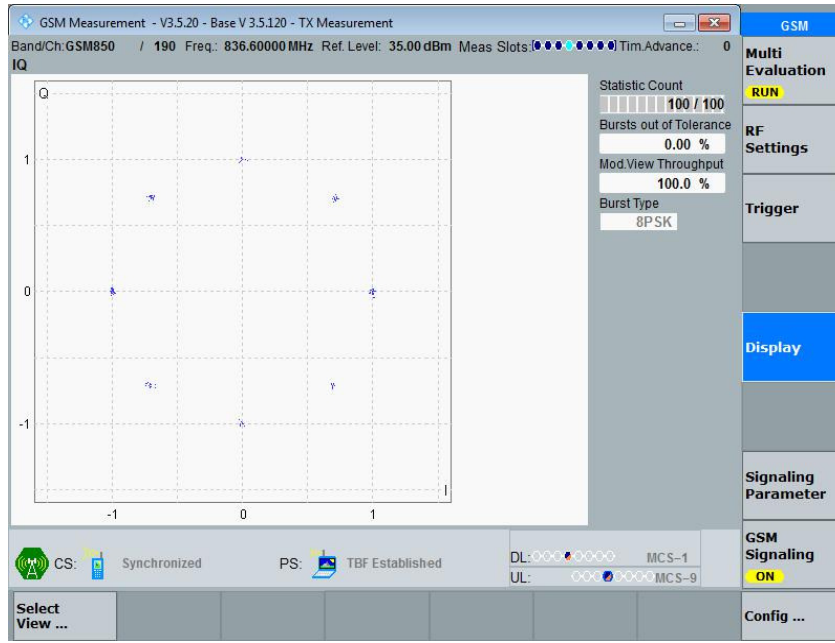 GSM Measurement - V3.5.20 - Base V 3.5.120 - TX Measurement
GSM
Band/Ch: GSM850 / 190 Freq.: 836.60000 MHz Ref. Level: 35.00 dBm Meas Slots: Tim.Advance.: 0
IQ
Multi Evaluation
RUN
RF Settings
Trigger
Display
Signaling Parameter
GSM Signaling
ON
Config ...
Statistic Count
100 / 100
Bursts out of Tolerance
0.00 %
Mod.View Throughput
100.0 %
Burst Type
8PSK
Q
1
0
-1
I
-1 0 1
CS: Synchronized PS: TBF Established
DL: MCS-1
UL: MCS-9
Select View ...